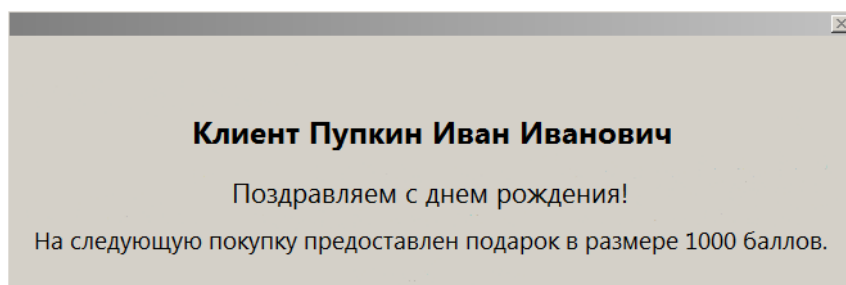 Клиент Пупкин Иван Иванович
Поздравляем с днем рождения!
На следующую покупку предоставлен подарок в размере 1000 баллов.